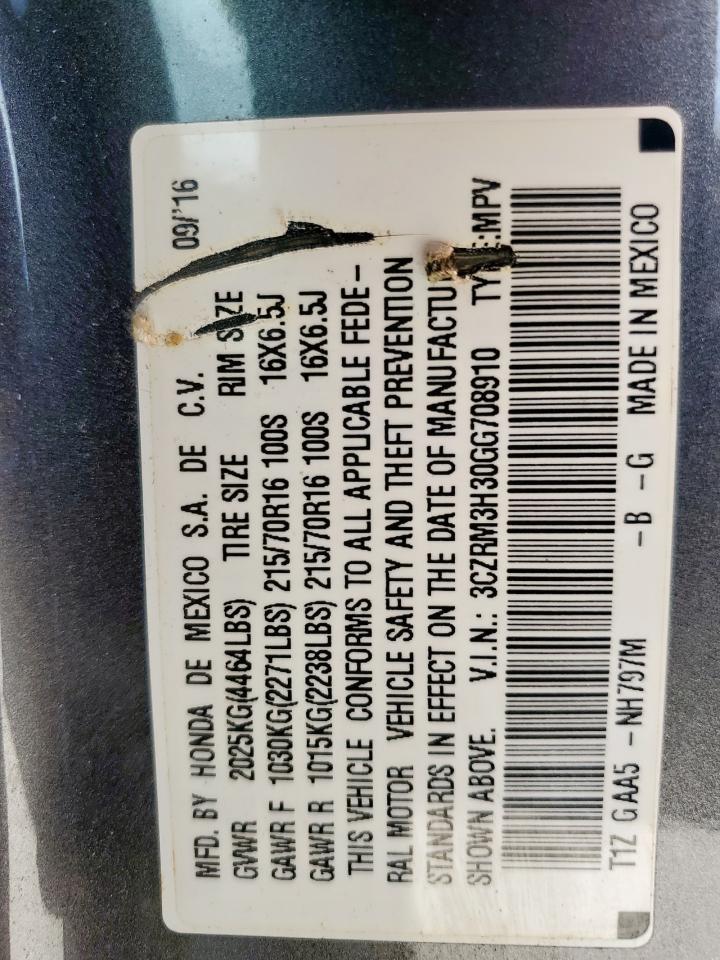 MFD. BY HONDA DE MEXICO S.A. DE C.V. 09/'16
GVWR 2025KG(4464LBS) TIRE SIZE RIM SIZE
GAWR F 1030KG(2271LBS) 215/70R16 100S 16X6.5J
GAWR R 1015KG(2238LBS) 215/70R16 100S 16X6.5J
THIS VEHICLE CONFORMS TO ALL APPLICABLE FEDE-
RAL MOTOR VEHICLE SAFETY AND THEFT PREVENTION
STANDARDS IN EFFECT ON THE DATE OF MANUFACTU
SHOWN ABOVE. V.I.N.: 3CZRM3H30GG708910 TY :MPV
T1Z GAA5 -NH797M -B -G MADE IN MEXICO